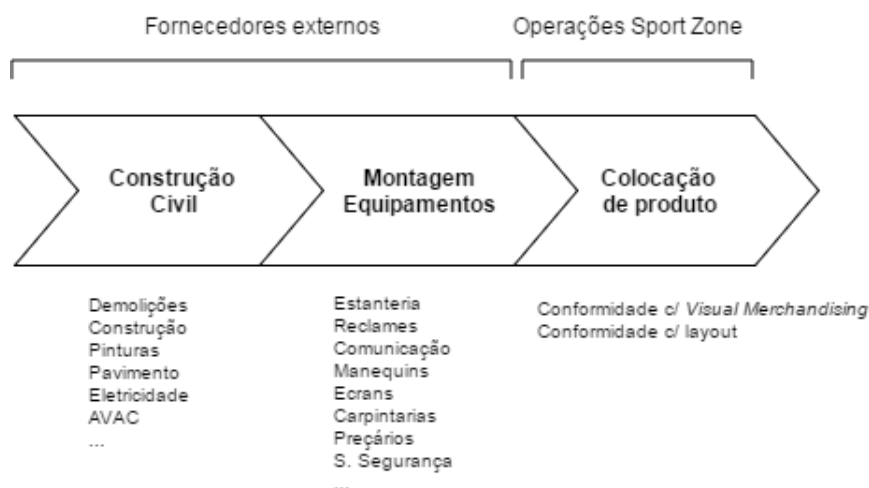 Fornecedores externos
Operações Sport Zone
Construção
Civil
Montagem
Equipamentos
Colocação
de produto
Demolições
Construção
Pinturas
Pavimento
Eletricidade
AVAC
...
Estanteria
Reclames
Comunicação
Manequins
Ecrans
Carpintarias
Preçários
S. Segurança
...
Conformidade c/ Visual Merchandising
Conformidade c/ layout